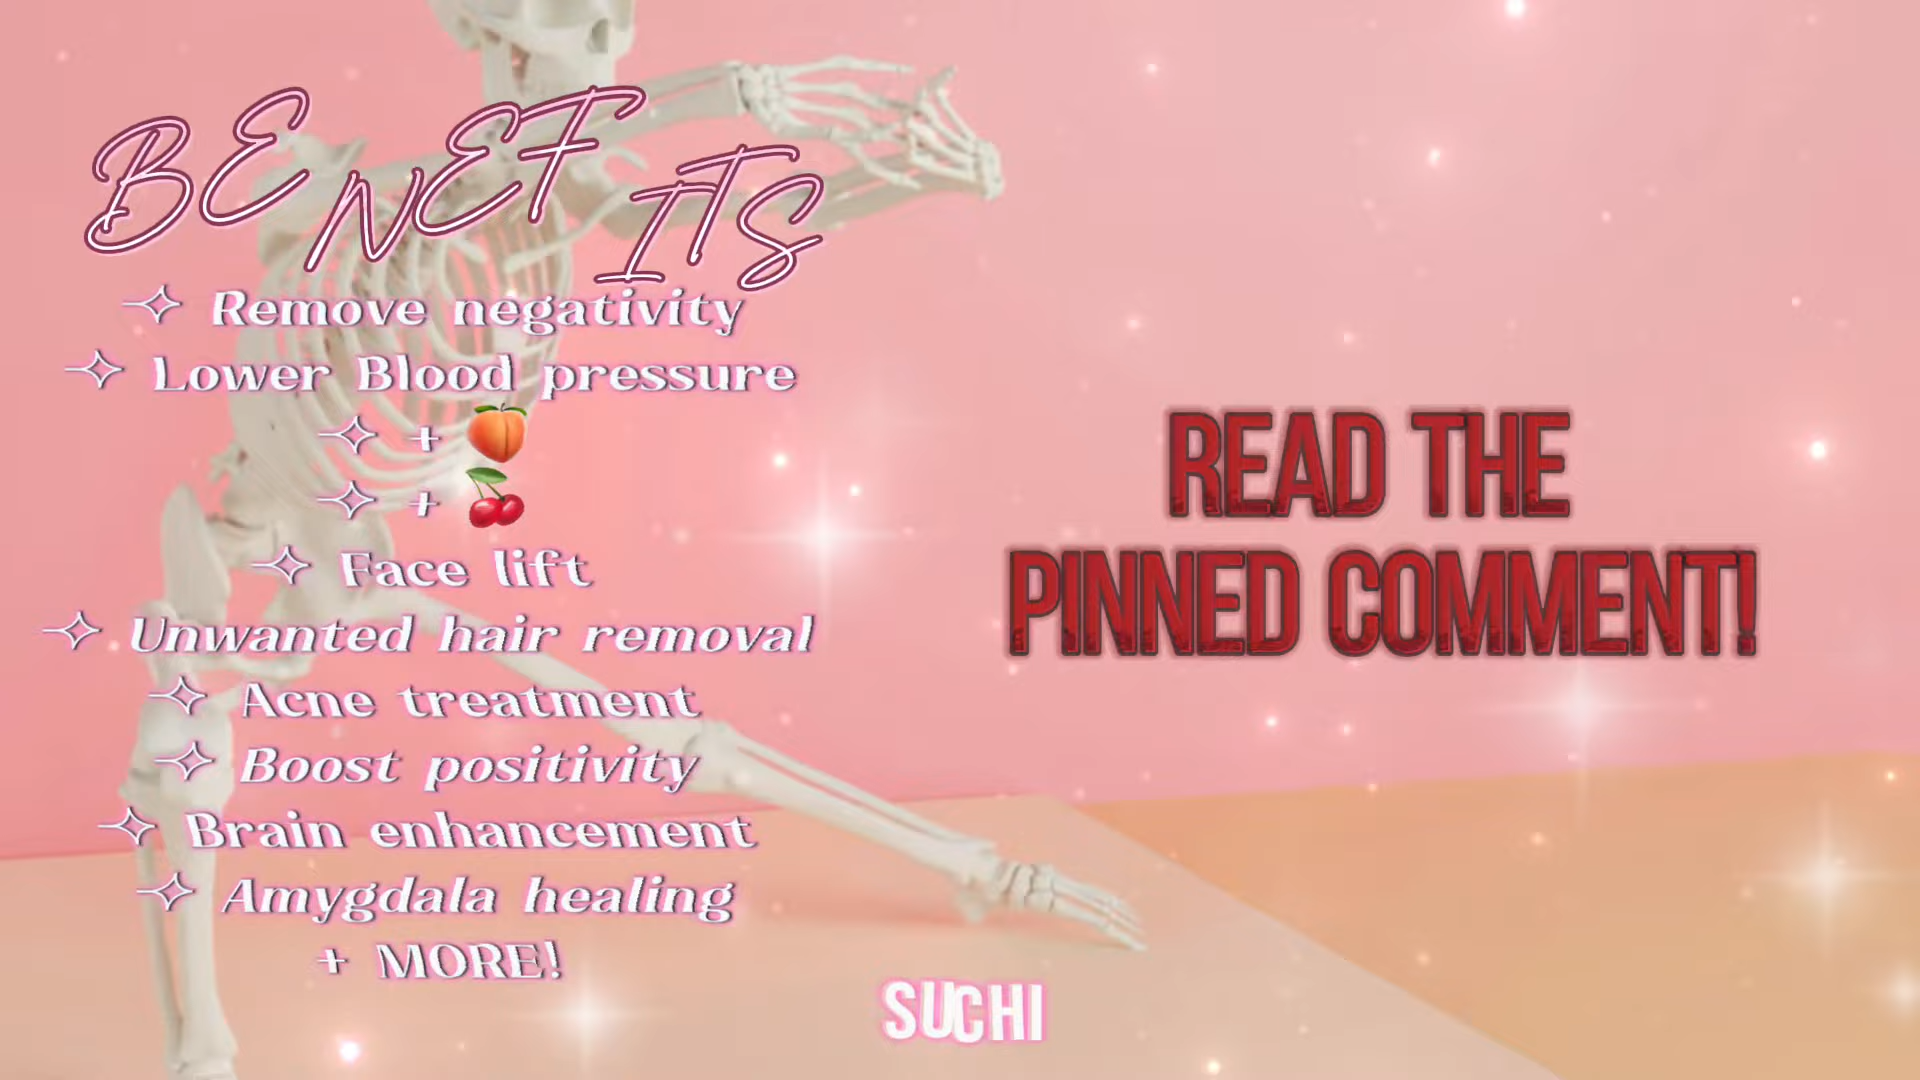 BENEFITS
✧ Remove negativity
✧ Lower Blood pressure
✧ + 🍑
✧ + 🍒
✧ Face lift
✧ Unwanted hair removal
✧ Acne treatment
✧ Boost positivity
✧ Brain enhancement
✧ Amygdala healing
+ MORE!
READ THE
PINNED COMMENT!
SUCHI